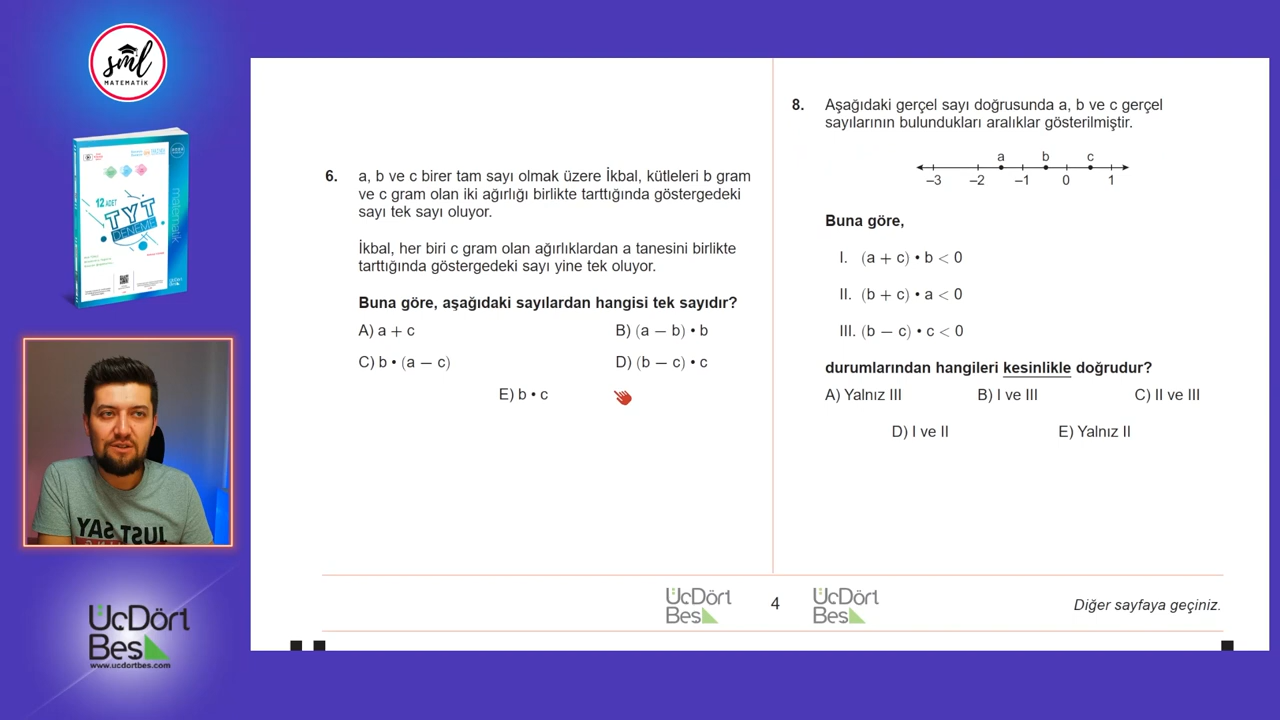 sml
MATEMATİK
12 ADET
TYT
DENEME
matematik
ÜçDört
Beş
JUST SAY
ÜçDört
Beş
www.ucdortbes.com
6. a, b ve c birer tam sayı olmak üzere İkbal, kütleleri b gram
ve c gram olan iki ağırlığı birlikte tarttığında göstergedeki
sayı tek sayı oluyor.
İkbal, her biri c gram olan ağırlıklardan a tanesini birlikte
tarttığında göstergedeki sayı yine tek oluyor.
Buna göre, aşağıdaki sayılardan hangisi tek sayıdır?
A) a + c
B) (a – b) • b
C) b • (a – c)
D) (b – c) • c
E) b • c
8. Aşağıdaki gerçel sayı doğrusunda a, b ve c gerçel
sayılarının bulundukları aralıklar gösterilmiştir.
a b c
–3 –2 –1 0 1
Buna göre,
I. (a + c) • b < 0
II. (b + c) • a < 0
III. (b – c) • c < 0
durumlarından hangileri kesinlikle doğrudur?
A) Yalnız III
B) I ve III
C) II ve III
D) I ve II
E) Yalnız II
ÜçDört
Beş
4
ÜçDört
Beş
Diğer sayfaya geçiniz.